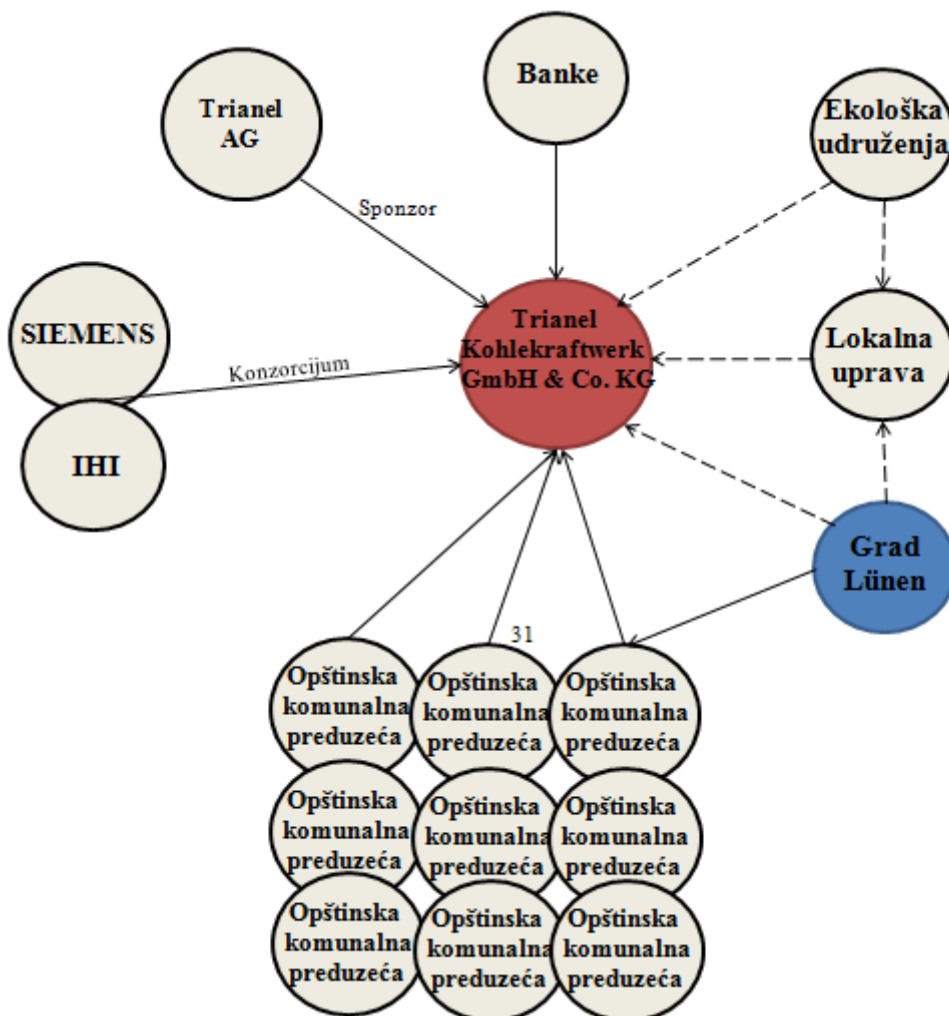 Banke
Trianel
AG
Ekološka
udruženja
Sponzor
SIEMENS
Trianel
Kohlekraftwerk
GmbH & Co. KG
Lokalna
uprava
Konzorcijum
IHI
Grad
Lünen
31
Opštinska
komunalna
preduzeća
Opštinska
komunalna
preduzeća
Opštinska
komunalna
preduzeća
Opštinska
komunalna
preduzeća
Opštinska
komunalna
preduzeća
Opštinska
komunalna
preduzeća
Opštinska
komunalna
preduzeća
Opštinska
komunalna
preduzeća
Opštinska
komunalna
preduzeća